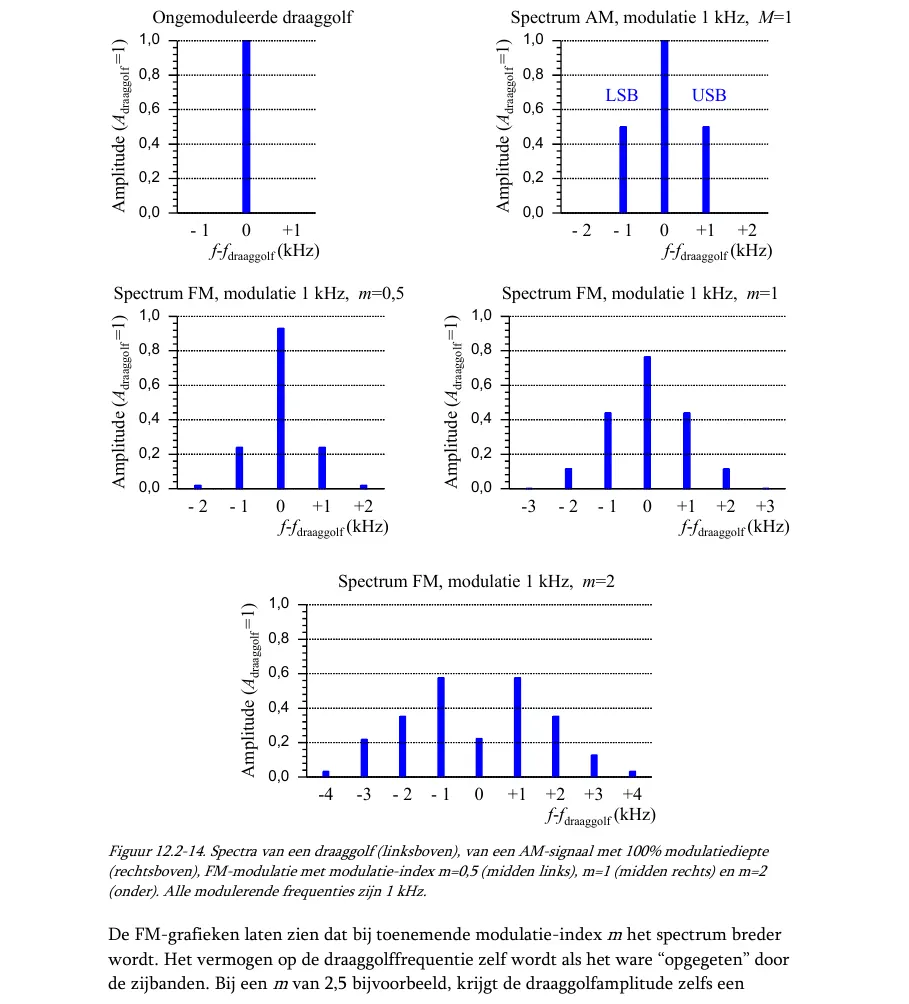 Ongemoduleerde draaggolf
Amplitude (Adraaggolf=1)
1,0
0,8
0,6
0,4
0,2
0,0
- 1 0 +1
f-fdraaggolf (kHz)
Spectrum AM, modulatie 1 kHz, M=1
Amplitude (Adraaggolf=1)
1,0
0,8
0,6
0,4
0,2
0,0
LSB USB
- 2 - 1 0 +1 +2
f-fdraaggolf (kHz)
Spectrum FM, modulatie 1 kHz, m=0,5
Amplitude (Adraaggolf=1)
1,0
0,8
0,6
0,4
0,2
0,0
- 2 - 1 0 +1 +2
f-fdraaggolf (kHz)
Spectrum FM, modulatie 1 kHz, m=1
Amplitude (Adraaggolf=1)
1,0
0,8
0,6
0,4
0,2
0,0
-3 - 2 - 1 0 +1 +2 +3
f-fdraaggolf (kHz)
Spectrum FM, modulatie 1 kHz, m=2
Amplitude (Adraaggolf=1)
1,0
0,8
0,6
0,4
0,2
0,0
-4 -3 - 2 - 1 0 +1 +2 +3 +4
f-fdraaggolf (kHz)
Figuur 12.2-14. Spectra van een draaggolf (linksboven), van een AM-signaal met 100% modulatiediepte
(rechtsboven), FM-modulatie met modulatie-index m=0,5 (midden links), m=1 (midden rechts) en m=2
(onder). Alle modulerende frequenties zijn 1 kHz.
De FM-grafieken laten zien dat bij toenemende modulatie-index m het spectrum breder
wordt. Het vermogen op de draaggolffrequentie zelf wordt als het ware “opgegeten” door
de zijbanden. Bij een m van 2,5 bijvoorbeeld, krijgt de draaggolfamplitude zelfs een